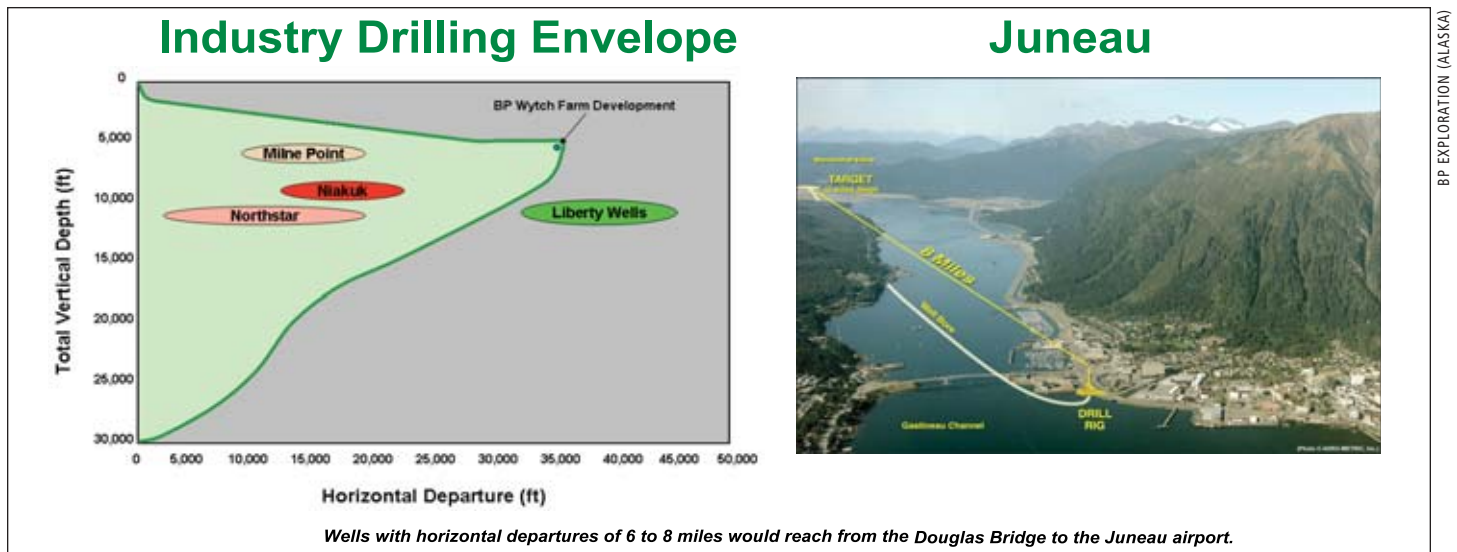 Industry Drilling Envelope
Juneau
BP EXPLORATION (ALASKA)
0
5,000
10,000
15,000
20,000
25,000
30,000
Total Vertical Depth (ft)
BP Wytch Farm Development
Milne Point
Niakuk
Northstar
Liberty Wells
0
5,000
10,000
15,000
20,000
25,000
30,000
35,000
40,000
45,000
50,000
Horizontal Departure (ft)
TARGET
8 Miles
Well Bore
DRILL
RIG
Gastineau Channel
Wells with horizontal departures of 6 to 8 miles would reach from the Douglas Bridge to the Juneau airport.